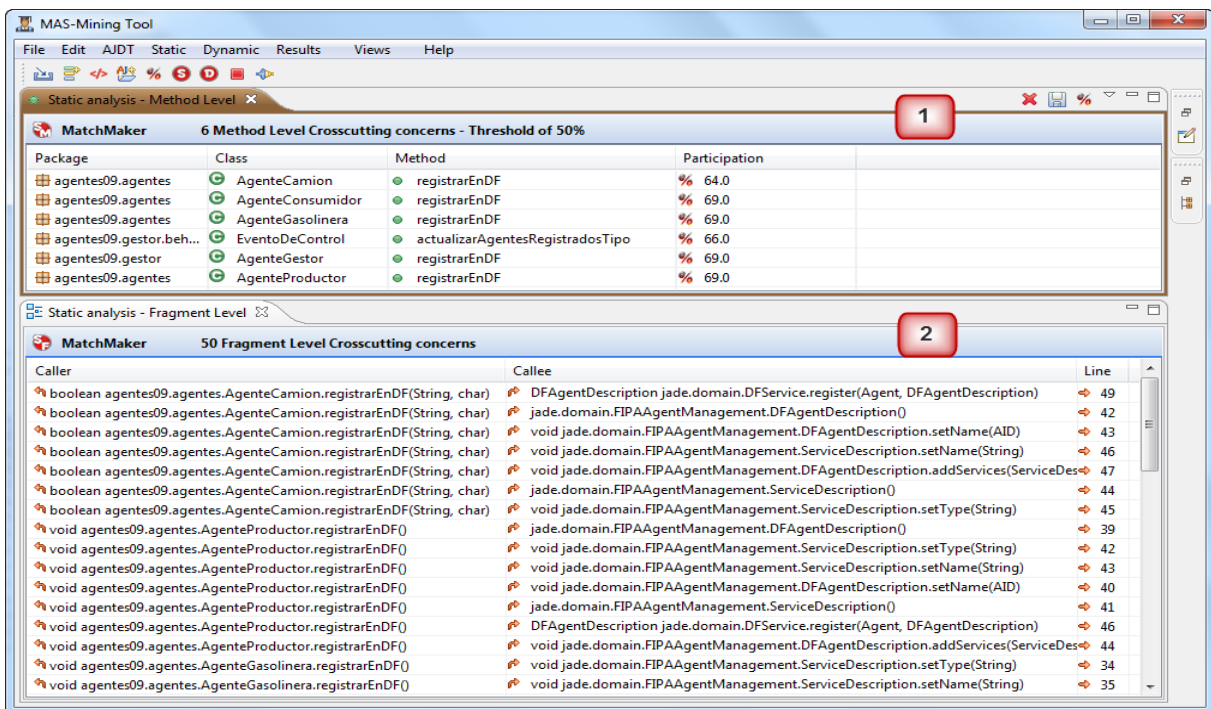 MAS-Mining Tool
File Edit AJDT Static Dynamic Results Views Help
Static analysis - Method Level
1
MatchMaker 6 Method Level Crosscutting concerns - Threshold of 50%
Package Class Method Participation
agentes09.agentes AgenteCamion registrarEnDF 64.0
agentes09.agentes AgenteConsumidor registrarEnDF 69.0
agentes09.agentes AgenteGasolinera registrarEnDF 69.0
agentes09.gestor.beh... EventoDeControl actualizarAgentesRegistradosTipo 66.0
agentes09.gestor AgenteGestor registrarEnDF 69.0
agentes09.agentes AgenteProductor registrarEnDF 69.0
Static analysis - Fragment Level
2
MatchMaker 50 Fragment Level Crosscutting concerns
Caller Callee Line
boolean agentes09.agentes.AgenteCamion.registrarEnDF(String, char) DFAgentDescription jade.domain.DFService.register(Agent, DFAgentDescription) 49
boolean agentes09.agentes.AgenteCamion.registrarEnDF(String, char) jade.domain.FIPAAgentManagement.DFAgentDescription() 42
boolean agentes09.agentes.AgenteCamion.registrarEnDF(String, char) void jade.domain.FIPAAgentManagement.DFAgentDescription.setName(AID) 43
boolean agentes09.agentes.AgenteCamion.registrarEnDF(String, char) void jade.domain.FIPAAgentManagement.ServiceDescription.setName(String) 46
boolean agentes09.agentes.AgenteCamion.registrarEnDF(String, char) void jade.domain.FIPAAgentManagement.DFAgentDescription.addServices(ServiceDes 47
boolean agentes09.agentes.AgenteCamion.registrarEnDF(String, char) jade.domain.FIPAAgentManagement.ServiceDescription() 44
boolean agentes09.agentes.AgenteCamion.registrarEnDF(String, char) void jade.domain.FIPAAgentManagement.ServiceDescription.setType(String) 45
void agentes09.agentes.AgenteProductor.registrarEnDF() jade.domain.FIPAAgentManagement.DFAgentDescription() 39
void agentes09.agentes.AgenteProductor.registrarEnDF() void jade.domain.FIPAAgentManagement.ServiceDescription.setType(String) 42
void agentes09.agentes.AgenteProductor.registrarEnDF() void jade.domain.FIPAAgentManagement.ServiceDescription.setName(String) 43
void agentes09.agentes.AgenteProductor.registrarEnDF() void jade.domain.FIPAAgentManagement.DFAgentDescription.setName(AID) 40
void agentes09.agentes.AgenteProductor.registrarEnDF() jade.domain.FIPAAgentManagement.ServiceDescription() 41
void agentes09.agentes.AgenteProductor.registrarEnDF() DFAgentDescription jade.domain.DFService.register(Agent, DFAgentDescription) 46
void agentes09.agentes.AgenteProductor.registrarEnDF() void jade.domain.FIPAAgentManagement.DFAgentDescription.addServices(ServiceDes 44
void agentes09.agentes.AgenteGasolinera.registrarEnDF() void jade.domain.FIPAAgentManagement.ServiceDescription.setType(String) 34
void agentes09.agentes.AgenteGasolinera.registrarEnDF() void jade.domain.FIPAAgentManagement.ServiceDescription.setName(String) 35